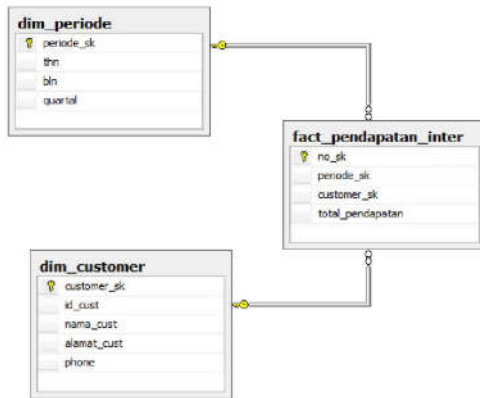 dim_periode
periode_sk
thn
bln
quartal
fact_pendapatan_inter
no_sk
periode_sk
customer_sk
total_pendapatan
dim_customer
customer_sk
id_cust
nama_cust
alamat_cust
phone